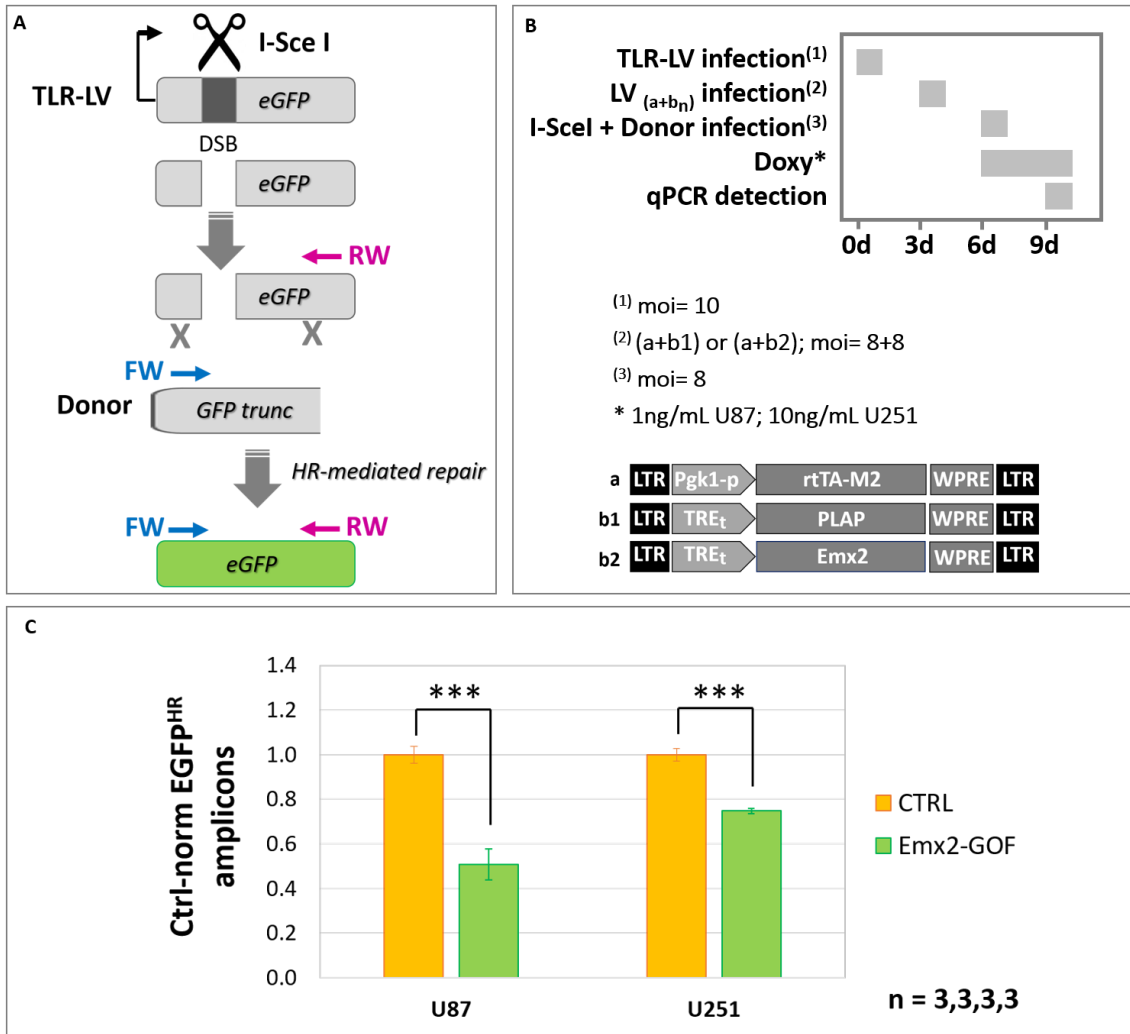 A
I-Sce I
TLR-LV
eGFP
DSB
eGFP
RW
eGFP
X X
FW
Donor
GFP trunc
HR-mediated repair
FW RW
eGFP
B
TLR-LV infection(1)
LV (a+bn) infection(2)
I-SceI + Donor infection(3)
Doxy*
qPCR detection
0d 3d 6d 9d
(1) moi= 10
(2) (a+b1) or (a+b2); moi= 8+8
(3) moi= 8
* 1ng/mL U87; 10ng/mL U251
a LTR Pgk1-p rtTA-M2 WPRE LTR
b1 LTR TREt PLAP WPRE LTR
b2 LTR TREt Emx2 WPRE LTR
C
Ctrl-norm EGFPHR
amplicons
1.4
1.2
1.0
0.8
0.6
0.4
0.2
0.0
*** ***
U87 U251
CTRL
Emx2-GOF
n = 3,3,3,3